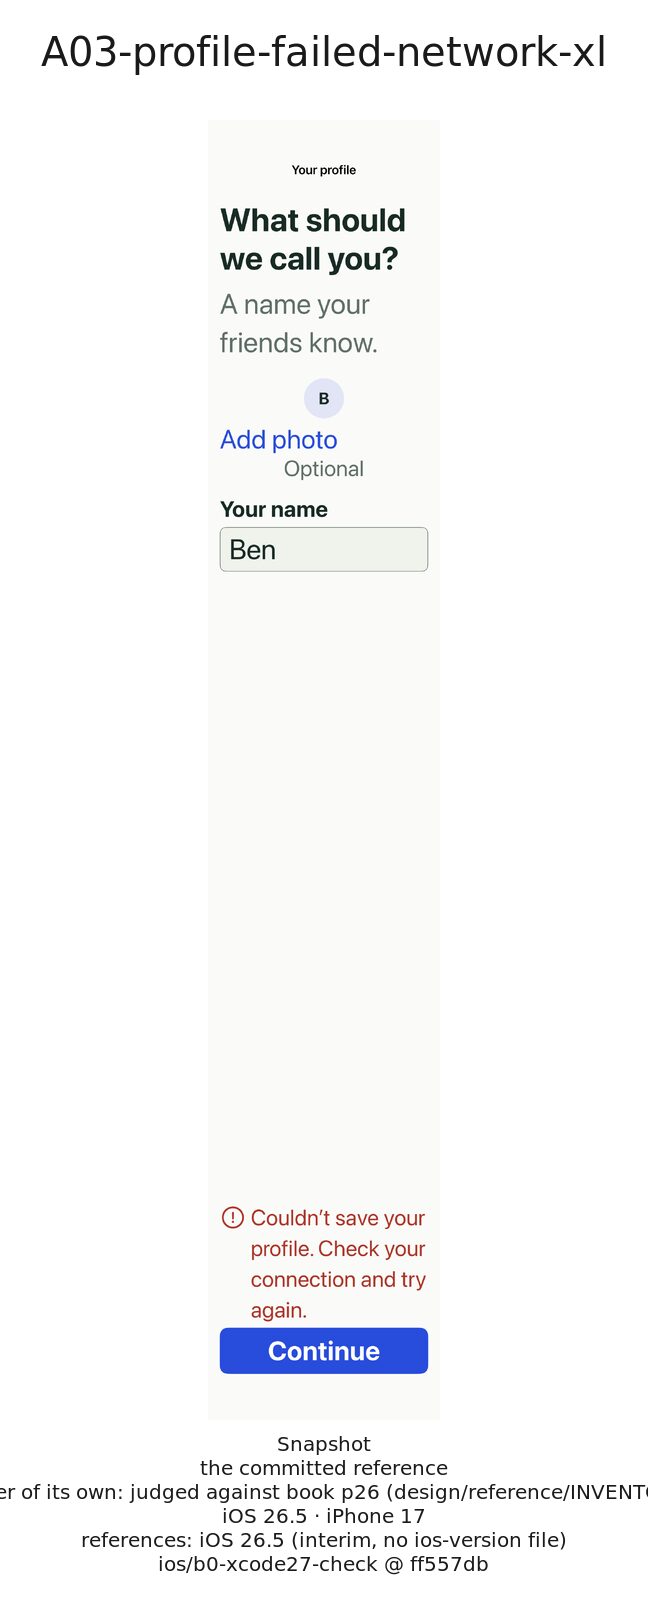 A03-profile-failed-network-xl
Your profile
What should
we call you?
A name your
friends know.
B
Add photo
Optional
Your name
Ben
Couldn’t save your
profile. Check your
connection and try
again.
Continue
Snapshot
the committed reference
of its own: judged against book p26 (design/reference/
iOS 26.5 · iPhone 17
references: iOS 26.5 (interim, no ios-version file)
ios/b0-xcode27-check @ ff557db